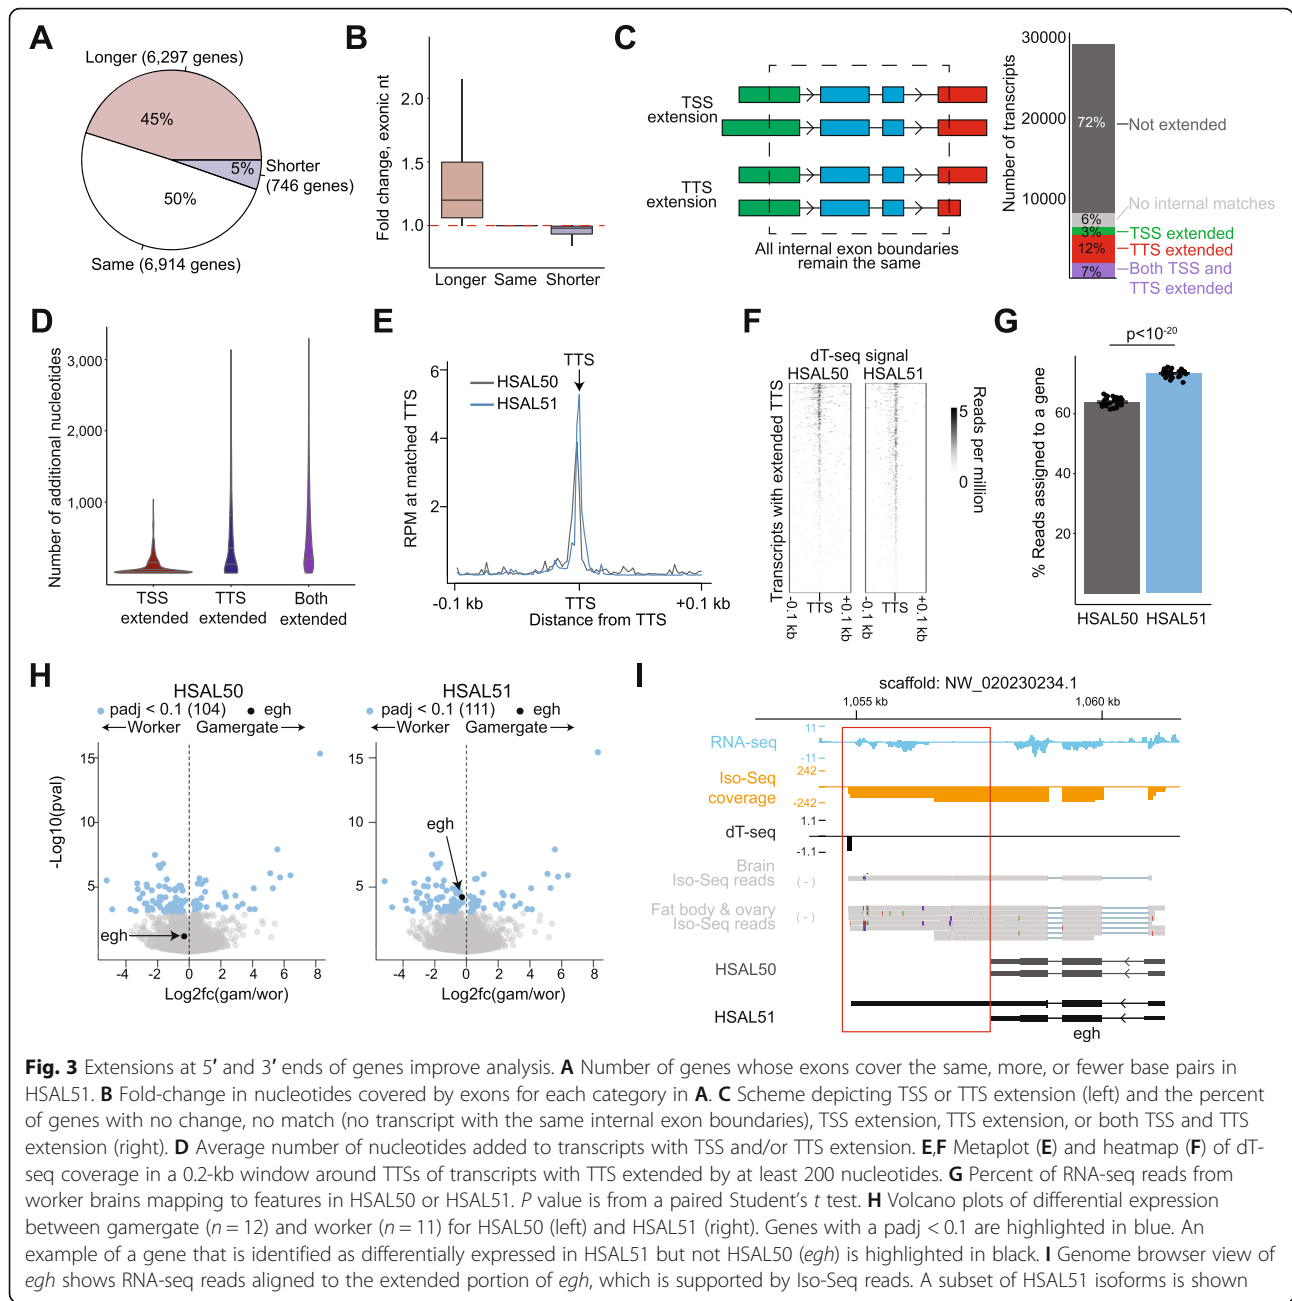 A
Longer (6,297 genes)
45%
5%
Shorter
(746 genes)
50%
Same (6,914 genes)
B
Fold change, exonic nt
2.0
1.5
1.0
Longer Same Shorter
C
TSS
extension
TTS
extension
All internal exon boundaries
remain the same
Number of transcripts
30000
20000
10000
72%
Not extended
6%
No internal matches
3%
TSS extended
12%
TTS extended
7%
Both TSS and
TTS extended
D
Number of additional nucleotides
3,000
2,000
1,000
TSS
extended
TTS
extended
Both
extended
E
RPM at matched TTS
6
4
2
TTS
HSAL50
HSAL51
-0.1 kb
TTS
+0.1 kb
Distance from TTS
F
dT-seq signal
HSAL50 HSAL51
Transcripts with extended TTS
-0.1 kb
TTS
+0.1 kb
-0.1 kb
TTS
+0.1 kb
5
0
Reads per million
G
p<10-20
% Reads assigned to a gene
60
40
20
HSAL50 HSAL51
H
HSAL50
padj < 0.1 (104) egh
Worker Gamergate
-Log10(pval)
15
10
5
egh
-4 -2 0 2 4 6 8
Log2fc(gam/wor)
HSAL51
padj < 0.1 (111) egh
Worker Gamergate
15
10
5
egh
-4 -2 0 2 4 6 8
Log2fc(gam/wor)
I
scaffold: NW_020230234.1
1,055 kb
1,060 kb
RNA-seq
11
-11
Iso-Seq
coverage
242
-242
dT-seq
1.1
-1.1
Brain
Iso-Seq reads
(-)
Fat body & ovary
Iso-Seq reads
(-)
HSAL50
HSAL51
egh
Fig. 3 Extensions at 5′ and 3′ ends of genes improve analysis. A Number of genes whose exons cover the same, more, or fewer base pairs in
HSAL51. B Fold-change in nucleotides covered by exons for each category in A. C Scheme depicting TSS or TTS extension (left) and the percent
of genes with no change, no match (no transcript with the same internal exon boundaries), TSS extension, TTS extension, or both TSS and TTS
extension (right). D Average number of nucleotides added to transcripts with TSS and/or TTS extension. E,F Metaplot (E) and heatmap (F) of dT-
seq coverage in a 0.2-kb window around TTSs of transcripts with TTS extended by at least 200 nucleotides. G Percent of RNA-seq reads from
worker brains mapping to features in HSAL50 or HSAL51. P value is from a paired Student's t test. H Volcano plots of differential expression
between gamergate (n = 12) and worker (n = 11) for HSAL50 (left) and HSAL51 (right). Genes with a padj < 0.1 are highlighted in blue. An
example of a gene that is identified as differentially expressed in HSAL51 but not HSAL50 (egh) is highlighted in black. I Genome browser view of
egh shows RNA-seq reads aligned to the extended portion of egh, which is supported by Iso-Seq reads. A subset of HSAL51 isoforms is shown